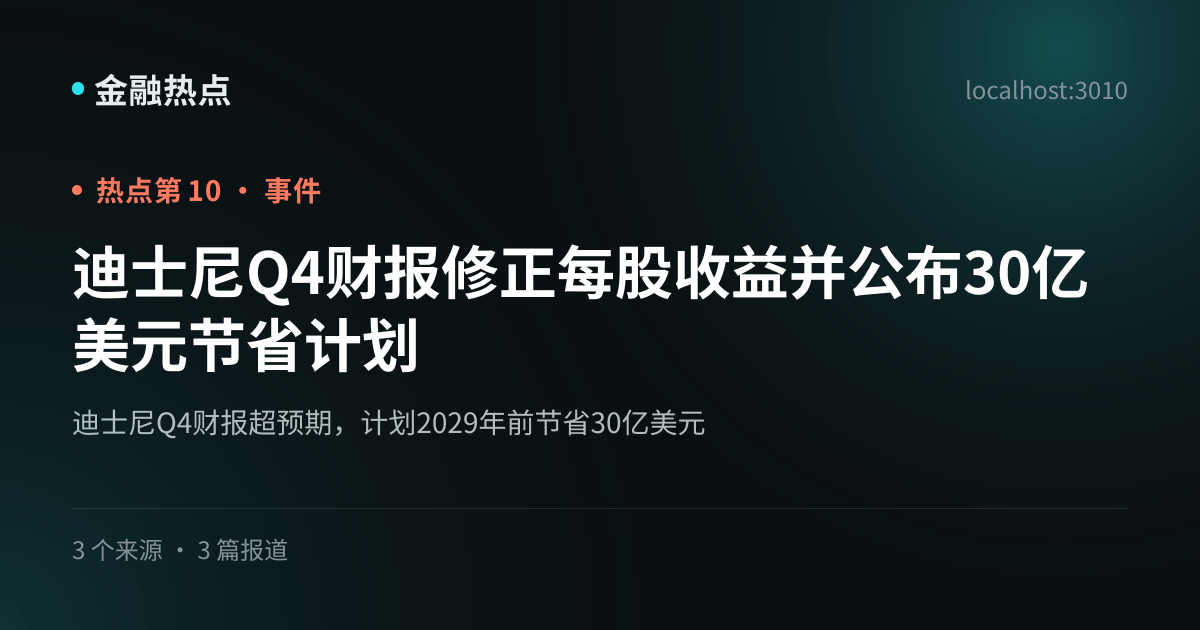 金融热点
localhost:3010
热点第 10 · 事件
迪士尼Q4财报修正每股收益并公布30亿
美元节省计划
迪士尼Q4财报超预期，计划2029年前节省30亿美元
3 个来源 · 3 篇报道